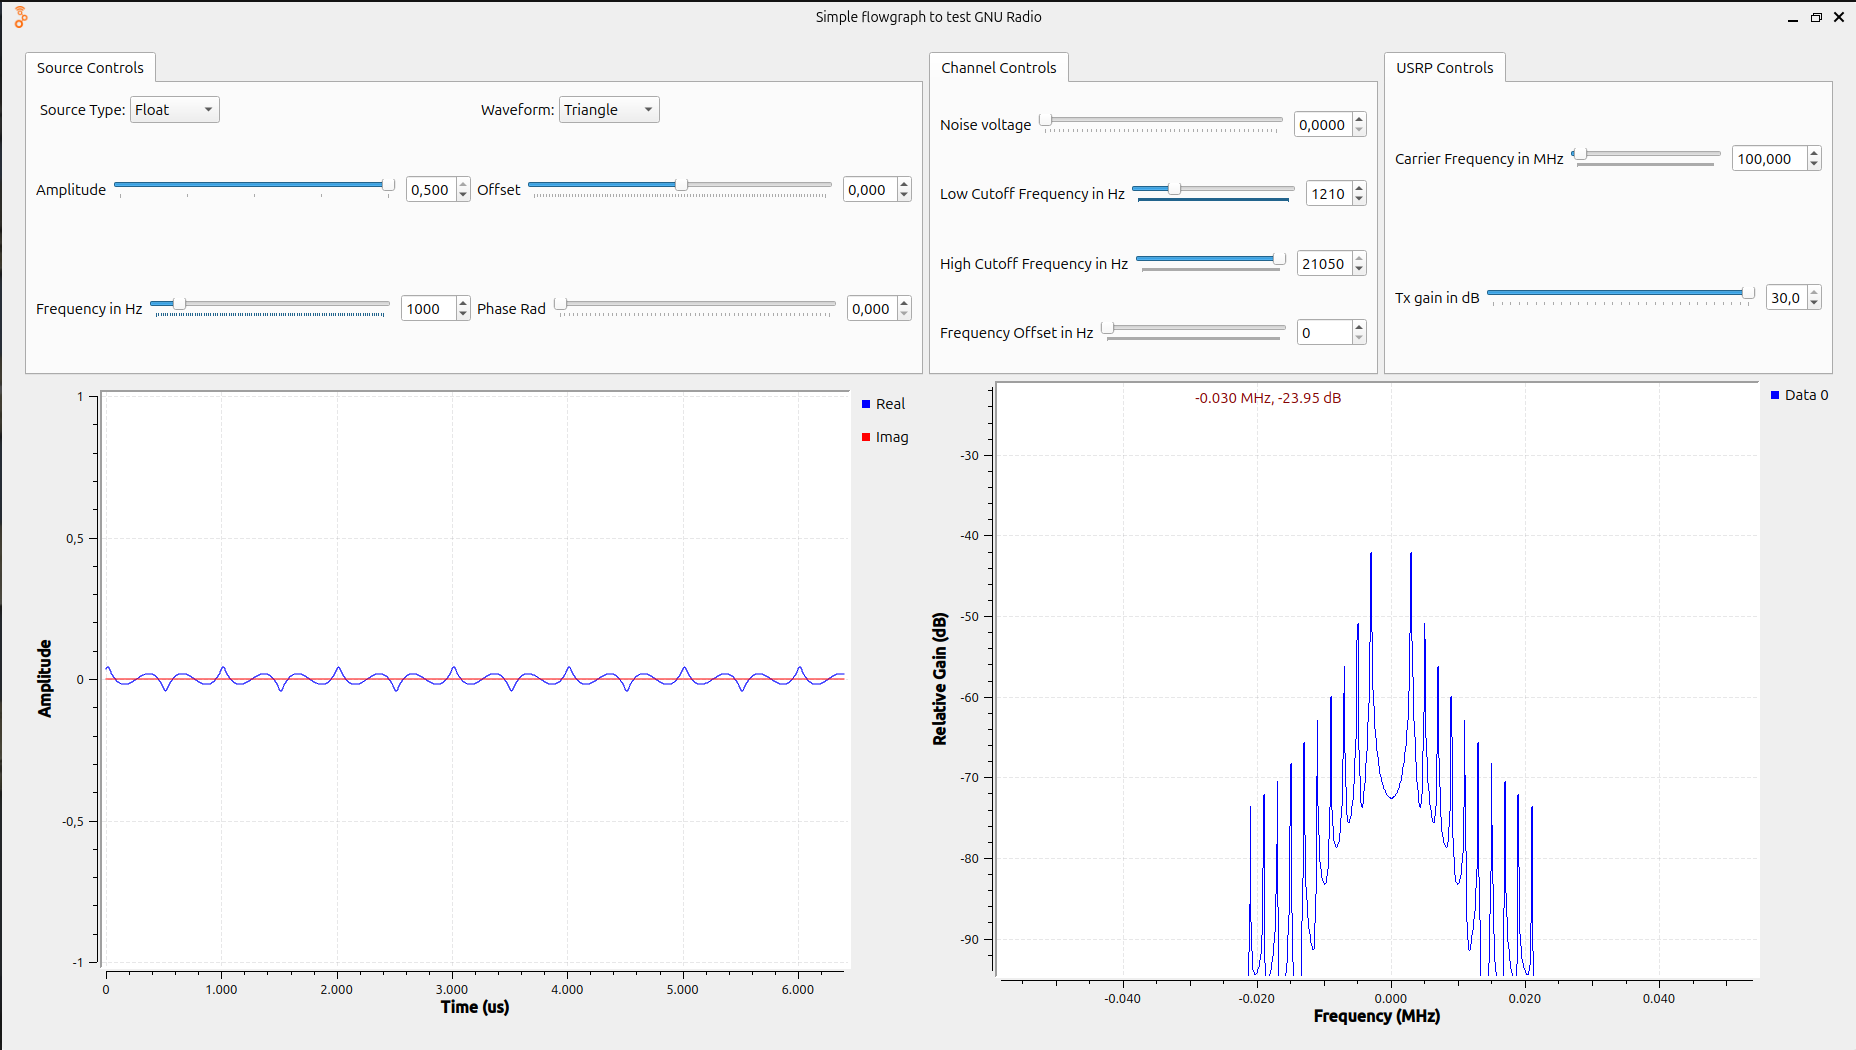 Simple flowgraph to test GNU Radio
Source Controls
Source Type: Float
Waveform: Triangle
Amplitude 0,500
Offset 0,000
Frequency in Hz 1000
Phase Rad 0,000
Channel Controls
Noise voltage 0,0000
Low Cutoff Frequency in Hz 1210
High Cutoff Frequency in Hz 21050
Frequency Offset in Hz 0
USRP Controls
Carrier Frequency in MHz 100,000
Tx gain in dB 30,0
1
0,5
0
-0,5
-1
Amplitude
0 1.000 2.000 3.000 4.000 5.000 6.000
Time (us)
Real
Imag
-0.030 MHz, -23.95 dB
Data 0
-30
-40
-50
-60
-70
-80
-90
Relative Gain (dB)
-0.040 -0.020 0.000 0.020 0.040
Frequency (MHz)